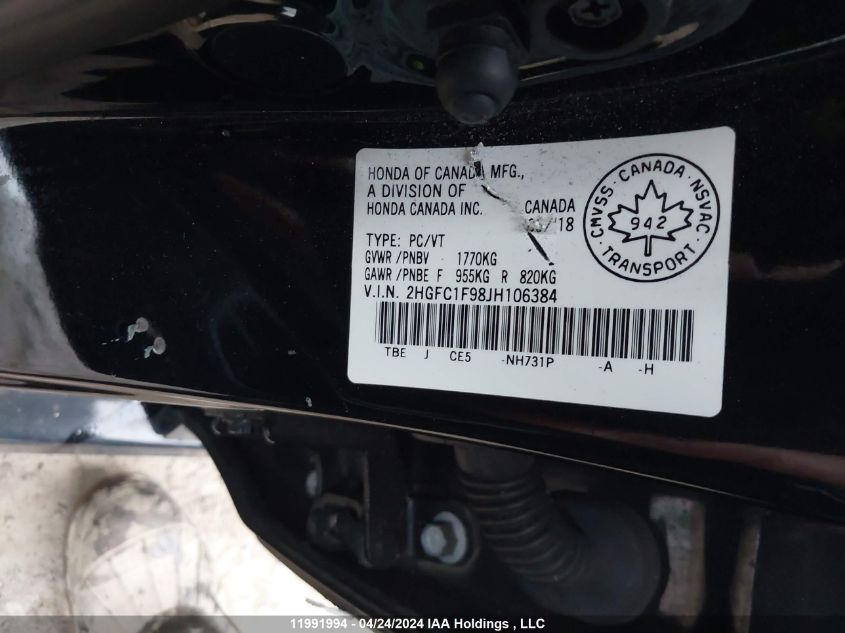 HONDA OF CANADA MFG.,
A DIVISION OF
HONDA CANADA INC.
CANADA
18
TYPE: PC/VT
GVWR /PNBV 1770KG
GAWR /PNBE F 955KG R 820KG
V.I.N. 2HGFC1F98JH106384
TBE J CE5 -NH731P -A -H
CMVSS · CANADA · NSVAC · TRANSPORT ·
942
11991994 - 04/24/2024 IAA Holdings , LLC